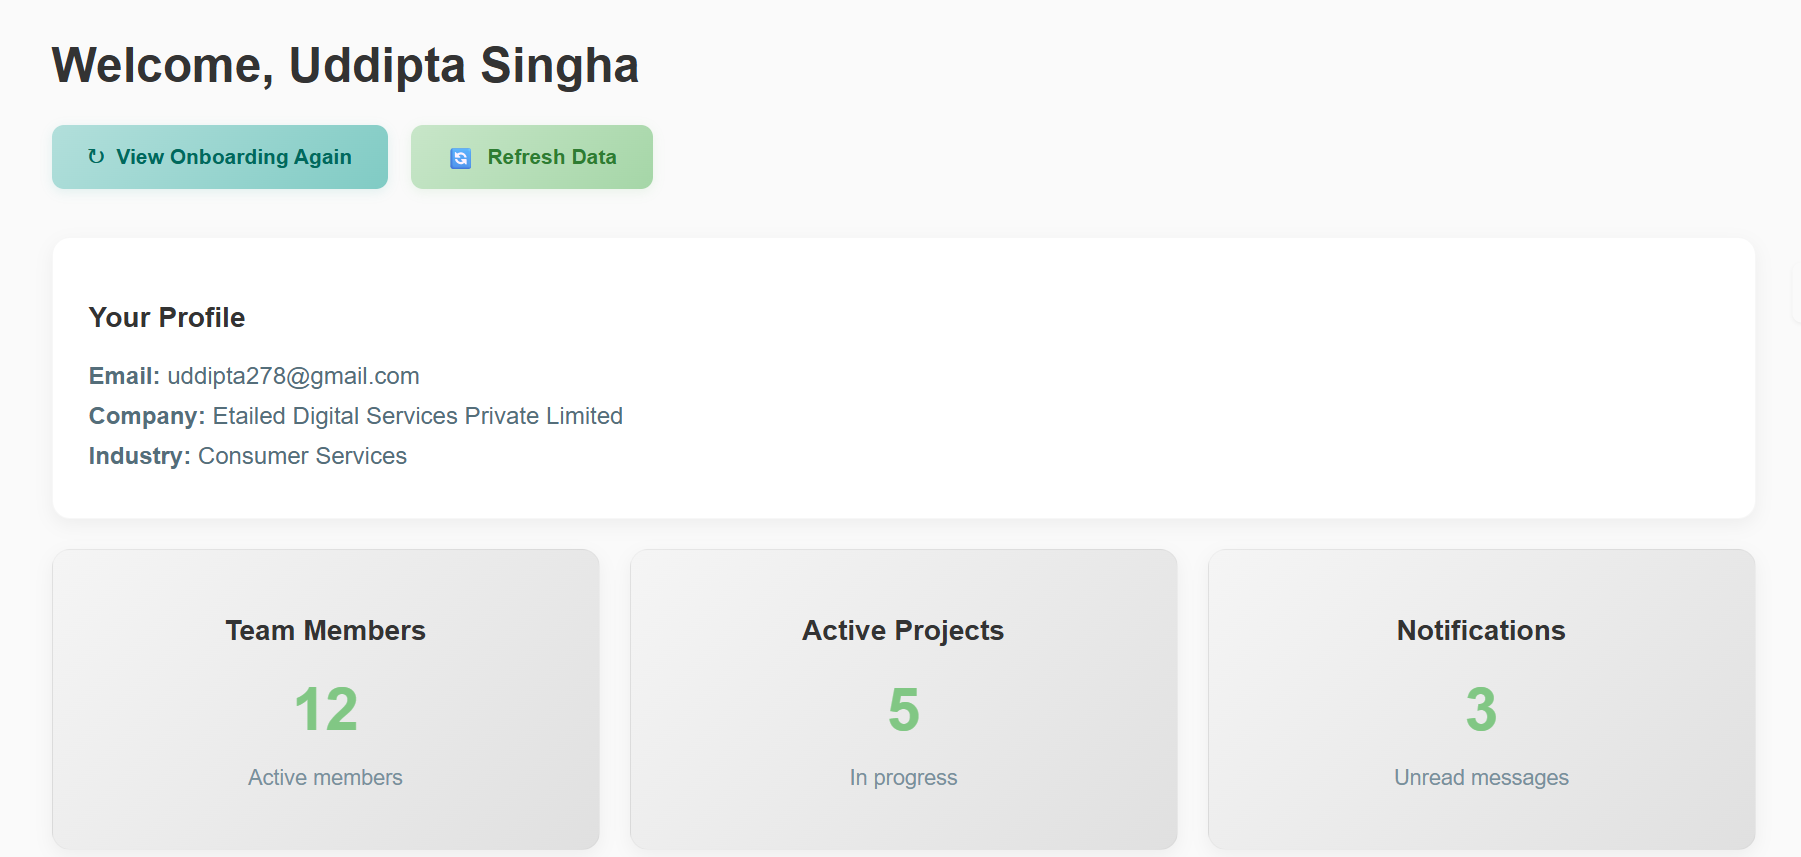 Welcome, Uddipta Singha
↻ View Onboarding Again
🔄 Refresh Data
Your Profile
Email: uddipta278@gmail.com
Company: Etailed Digital Services Private Limited
Industry: Consumer Services
Team Members
12
Active members
Active Projects
5
In progress
Notifications
3
Unread messages